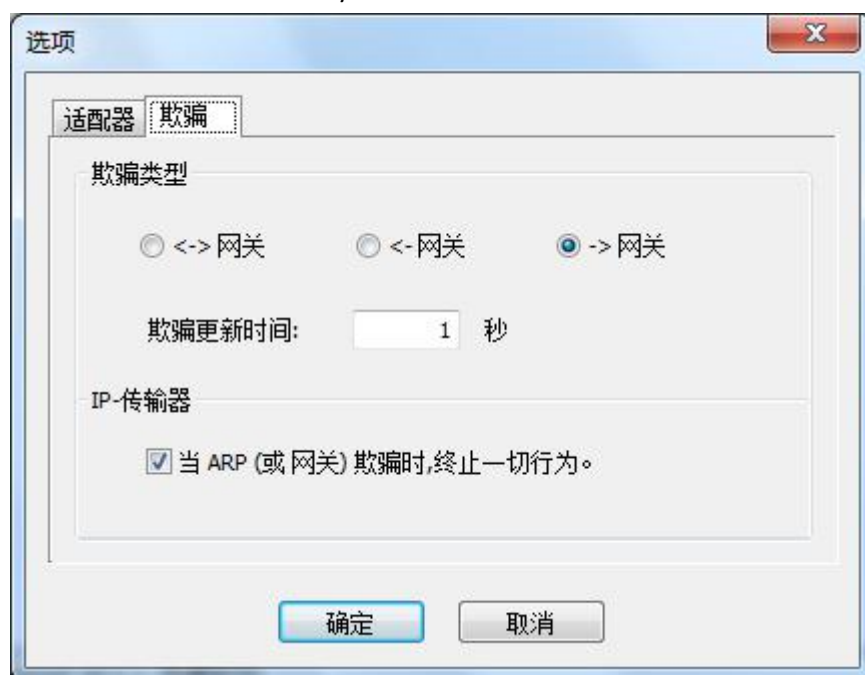 选项
适配器 欺骗
欺骗类型
<-> 网关 <- 网关 -> 网关
欺骗更新时间: 1 秒
IP-传输器
当 ARP (或 网关) 欺骗时,终止一切行为。
确定 取消